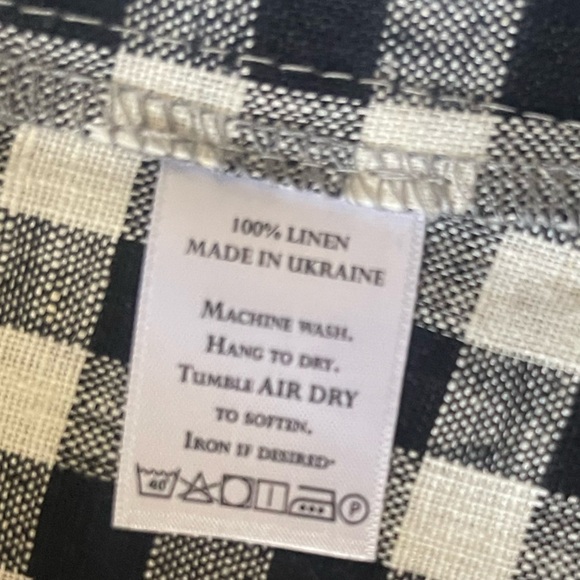 100% LINEN
MADE IN UKRAINE
MACHINE WASH.
HANG TO DRY.
TUMBLE AIR DRY
TO SOFTEN.
IRON IF DESIRED.
40 P